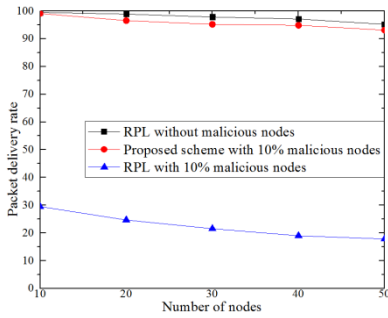 100
90
80
70
60
50
40
30
20
10
0
Packet delivery rate
RPL without malicious nodes
Proposed scheme with 10% malicious nodes
RPL with 10% malicious nodes
10 20 30 40 50
Number of nodes